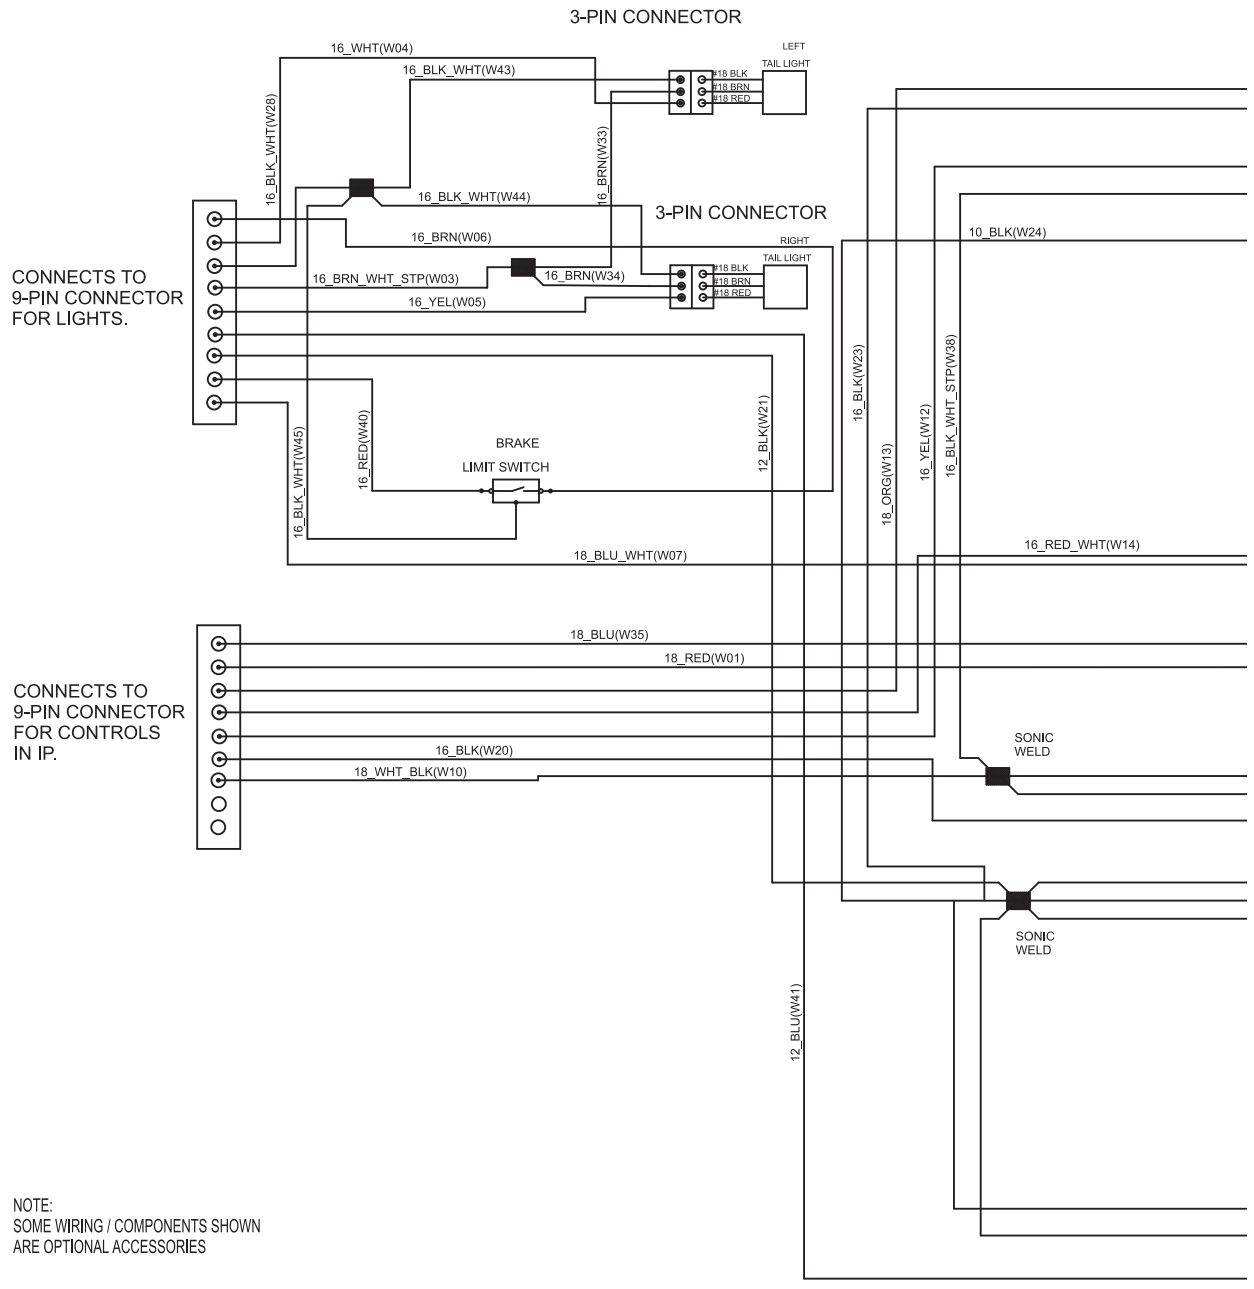 3-PIN CONNECTOR
16_WHT(W04)
LEFT
TAIL LIGHT
16_BLK_WHT(W43)
#18 BLK
#18 BRN
#18 RED
16_BLK_WHT(W28)
16_BRN(W33)
16_BLK_WHT(W44)
3-PIN CONNECTOR
16_BRN(W06)
RIGHT
TAIL LIGHT
10_BLK(W24)
CONNECTS TO
9-PIN CONNECTOR
FOR LIGHTS.
16_BRN_WHT_STP(W03)
16_BRN(W34)
#18 BLK
#18 BRN
#18 RED
16_YEL(W05)
16_BLK(W23)
16_BLK_WHT_STP(W38)
16_YEL(W12)
12_BLK(W21)
16_RED(W40)
16_BLK_WHT(W45)
18_ORG(W13)
BRAKE
LIMIT SWITCH
16_RED_WHT(W14)
18_BLU_WHT(W07)
18_BLU(W35)
18_RED(W01)
CONNECTS TO
9-PIN CONNECTOR
FOR CONTROLS
IN IP.
16_BLK(W20)
18_WHT_BLK(W10)
SONIC
WELD
SONIC
WELD
12_BLU(W41)
NOTE:
SOME WIRING / COMPONENTS SHOWN
ARE OPTIONAL ACCESSORIES